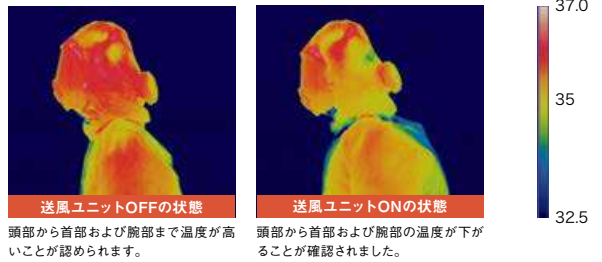 送風ユニットOFFの状態
頭部から首部および腕部まで温度が高
いことが認められます。
送風ユニットONの状態
頭部から首部および腕部の温度が下が
ることが確認されました。
37.0
35
32.5